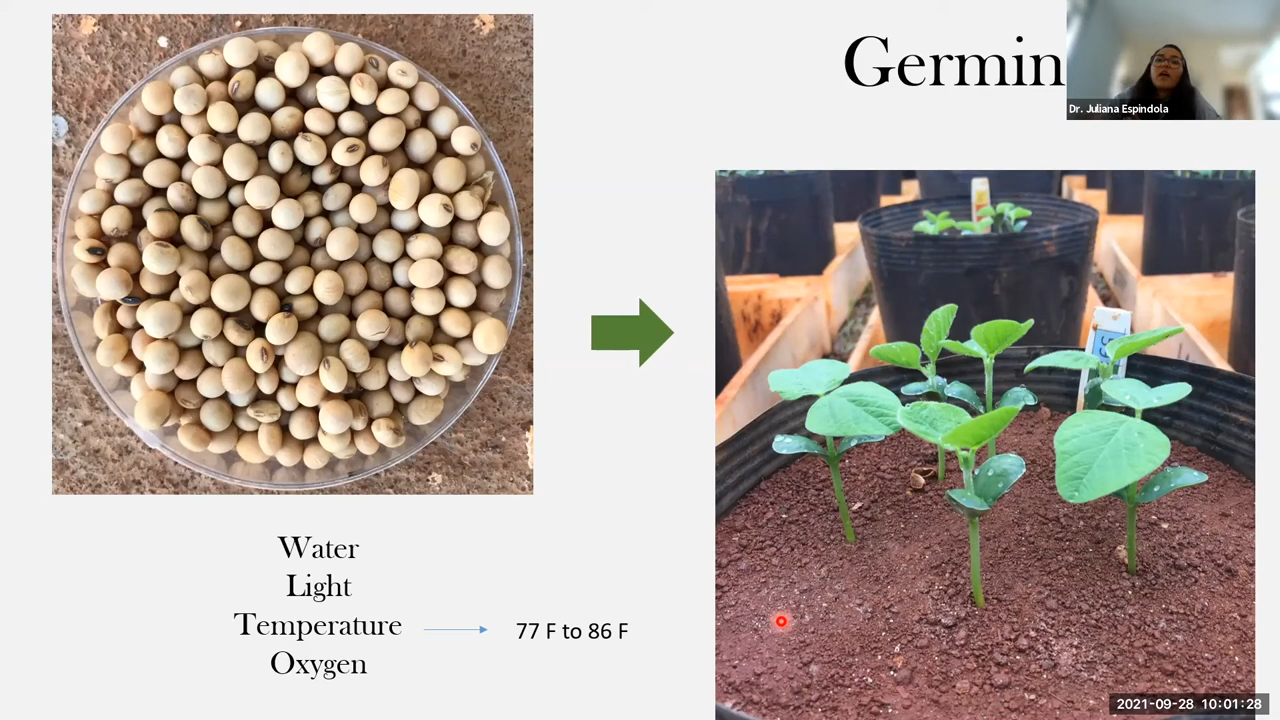 Germin
Dr. Juliana Espindola
Water
Light
Temperature
77 F to 86 F
Oxygen
2021-09-28 10:01:28